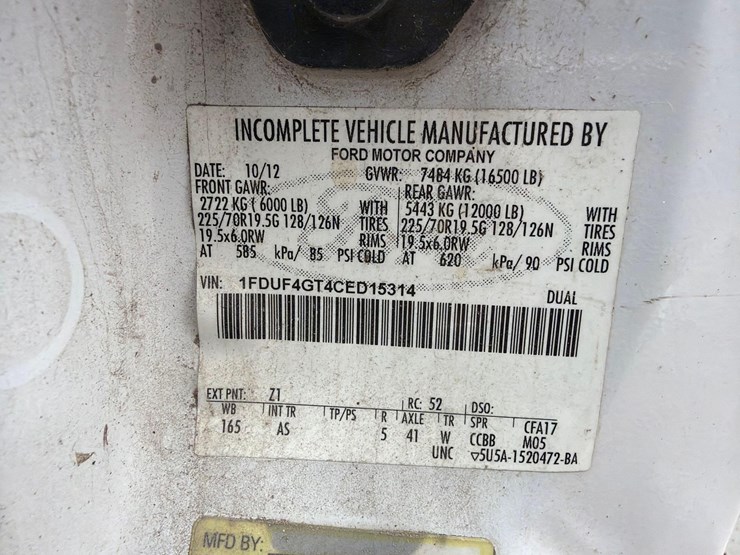 INCOMPLETE VEHICLE MANUFACTURED BY
FORD MOTOR COMPANY
DATE: 10/12 GVWR: 7484 KG (16500 LB)
FRONT GAWR: REAR GAWR:
2722 KG ( 6000 LB) WITH 5443 KG (12000 LB) WITH
225/70R19.5G 128/126N TIRES 225/70R19.5G 128/126N TIRES
19.5x6.0RW RIMS 19.5x6.0RW RIMS
AT 585 kPa/ 85 PSI COLD AT 620 kPa/ 90 PSI COLD
VIN: 1FDUF4GT4CED15314 DUAL
EXT PNT: Z1 RC: 52 DSO:
WB INT TR TP/PS R AXLE TR SPR CFA17
165 AS 5 41 W CCBB M05
UNC ▽5U5A-1520472-BA
MFD BY: